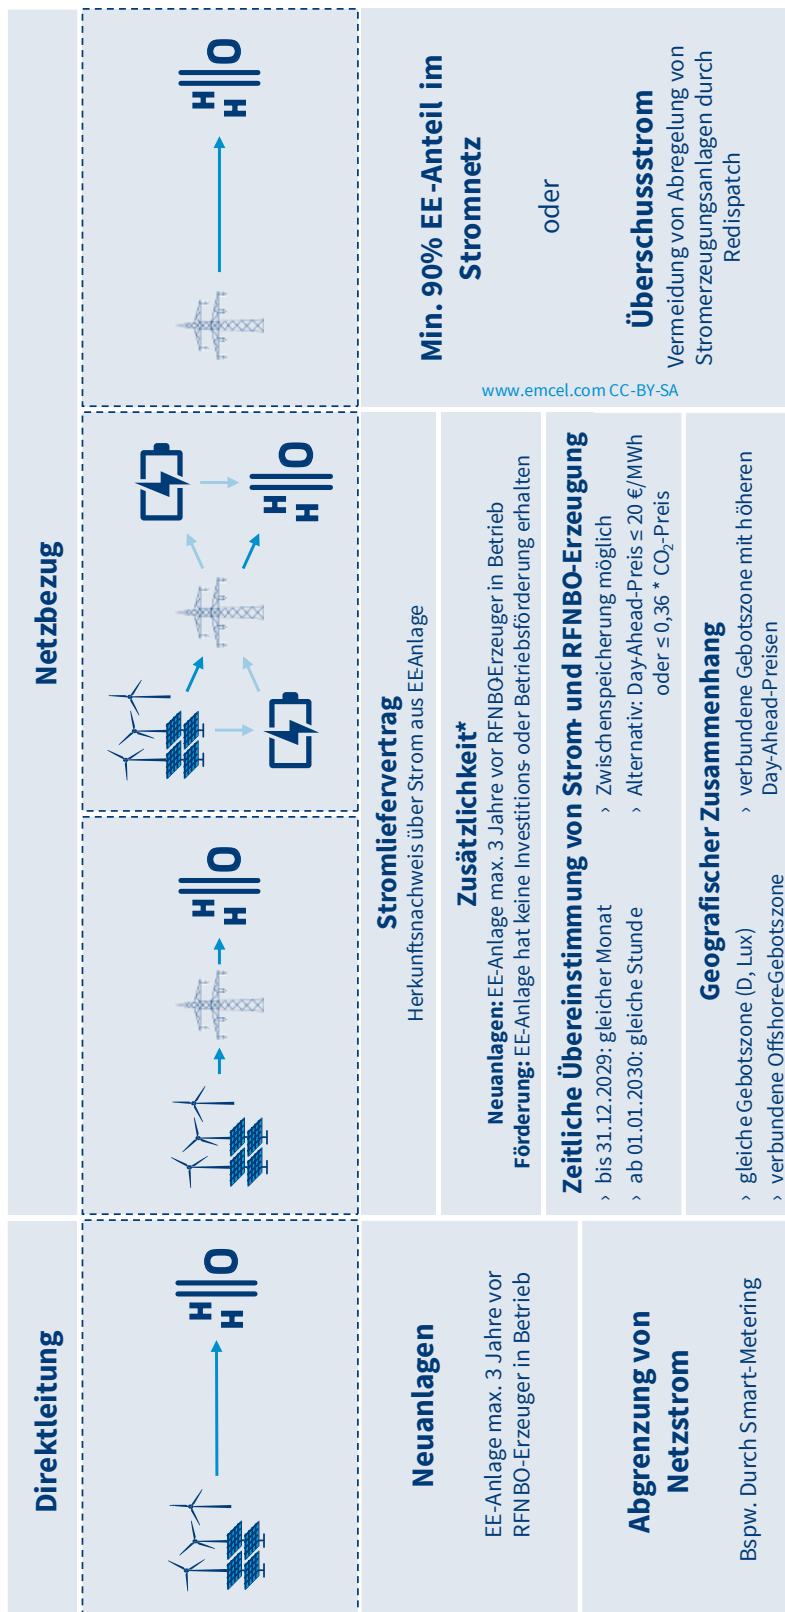 Direktleitung
Netzbezug
H
H
O
H
H
O
H
H
O
H
H
O
Neuanlagen
EE-Anlage max. 3 Jahre vor
RFNBO-Erzeuger in Betrieb
Abgrenzung von
Netzstrom
Bspw. Durch Smart-Metering
Stromliefervertrag
Herkunftsnachweis über Strom aus EE-Anlage
Zusätzlichkeit*
Neuanlagen: EE-Anlage max. 3 Jahre vor RFNBO-Erzeuger in Betrieb
Förderung: EE-Anlage hat keine Investitions- oder Betriebsförderung erhalten
Zeitliche Übereinstimmung von Strom- und RFNBO-Erzeugung
› bis 31.12.2029: gleicher Monat
› ab 01.01.2030: gleiche Stunde
› Zwischenspeicherung möglich
› Alternativ: Day-Ahead-Preis ≤ 20 €/MWh
oder ≤ 0,36 * CO₂-Preis
Geografischer Zusammenhang
› gleiche Gebotszone (D, Lux)
› verbundene Offshore-Gebotszone
› verbundene Gebotszone mit höheren
Day-Ahead-Preisen
Min. 90% EE-Anteil im
Stromnetz
oder
Überschussstrom
Vermeidung von Abregelung von
Stromerzeugungsanlagen durch
Redispatch
www.emcel.com CC-BY-SA